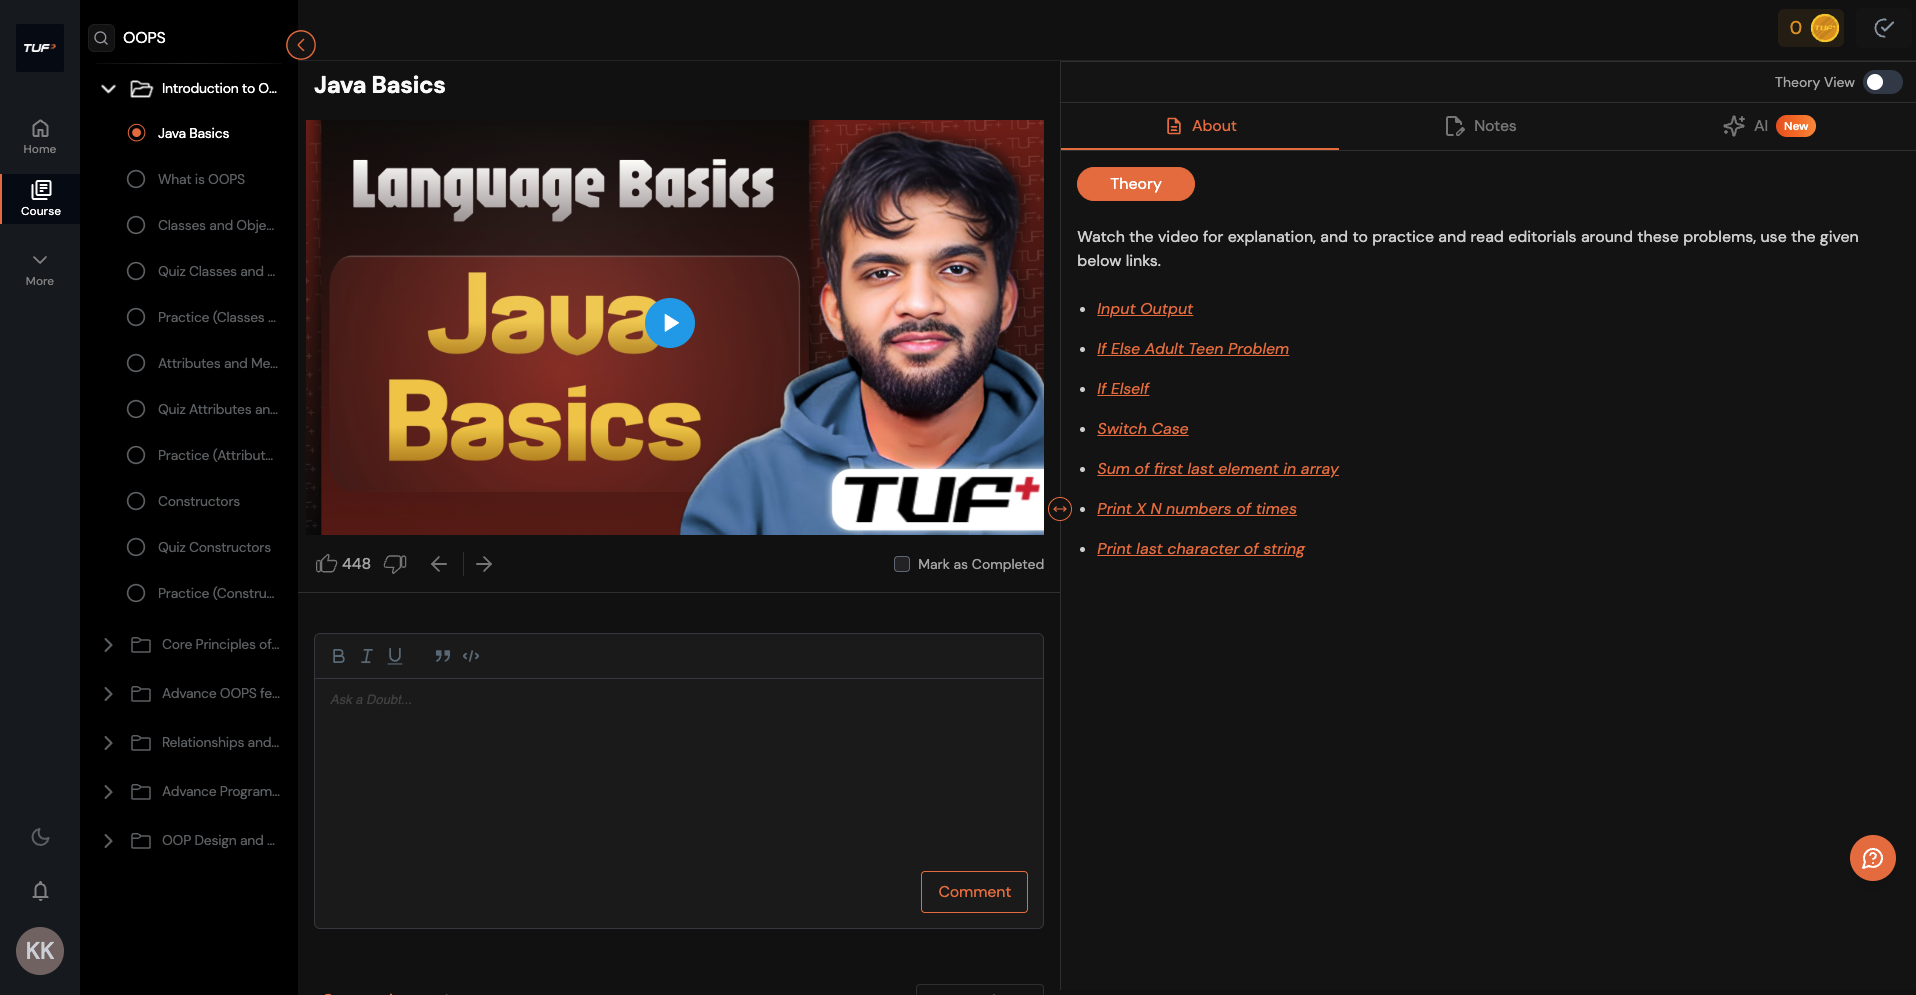 TUF+
Home
Course
More
KK
OOPS
Introduction to O...
Java Basics
What is OOPS
Classes and Obje...
Quiz Classes and ...
Practice (Classes ...
Attributes and Me...
Quiz Attributes an...
Practice (Attribut...
Constructors
Quiz Constructors
Practice (Constru...
Core Principles of...
Advance OOPS fe...
Relationships and...
Advance Program...
OOP Design and ...
Java Basics
Language Basics
Java
Basics
TUF+
448
Mark as Completed
B I U
Ask a Doubt...
Comment
0
Theory View
About
Notes
AI New
Theory
Watch the video for explanation, and to practice and read editorials around these problems, use the given
below links.
Input Output
If Else Adult Teen Problem
If ElseIf
Switch Case
Sum of first last element in array
Print X N numbers of times
Print last character of string